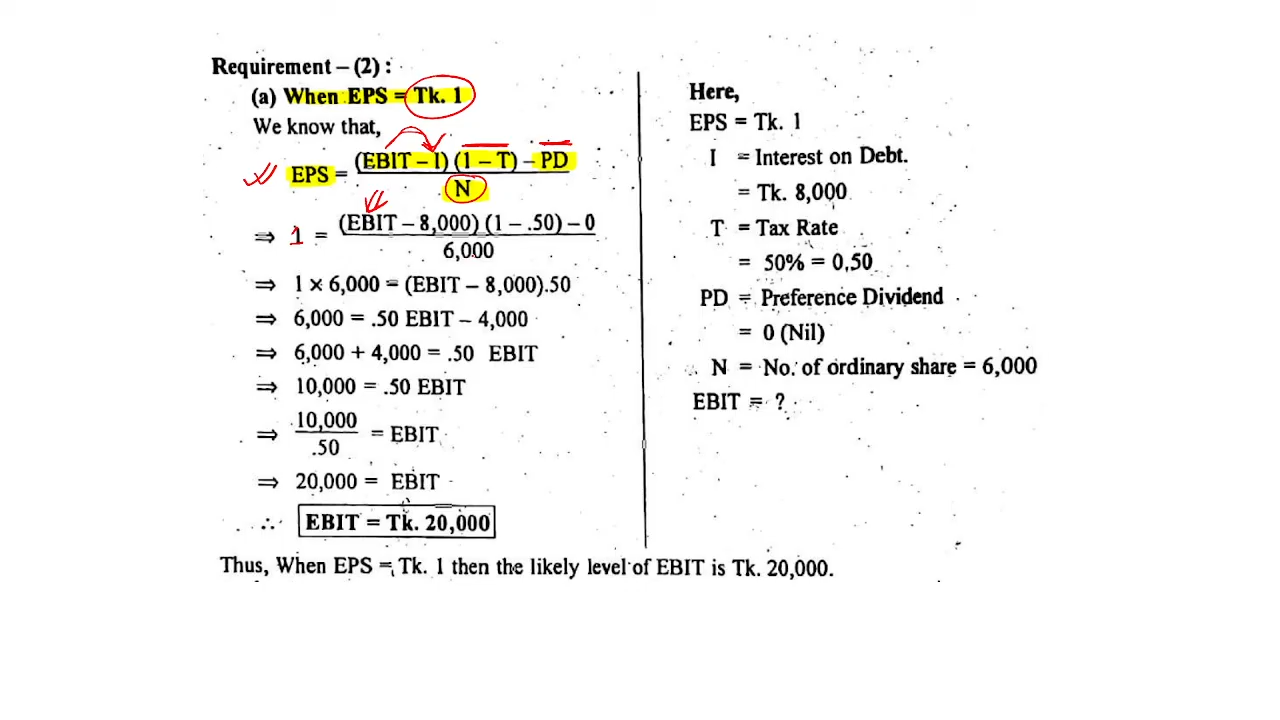 Requirement – (2) :
(a) When EPS = Tk. 1
We know that,
EPS = (EBIT – I) (1 – T) – PD
N
⇒ 1 = (EBIT – 8,000) (1 – .50) – 0
6,000
⇒ 1 × 6,000 = (EBIT – 8,000).50
⇒ 6,000 = .50 EBIT – 4,000
⇒ 6,000 + 4,000 = .50 EBIT
⇒ 10,000 = .50 EBIT
⇒ 10,000 = EBIT
.50
⇒ 20,000 = EBIT
∴ EBIT = Tk. 20,000
Here,
EPS = Tk. 1
I = Interest on Debt.
= Tk. 8,000
T = Tax Rate
= 50% = 0.50
PD = Preference Dividend
= 0 (Nil)
N = No. of ordinary share = 6,000
EBIT = ?
Thus, When EPS = Tk. 1 then the likely level of EBIT is Tk. 20,000.